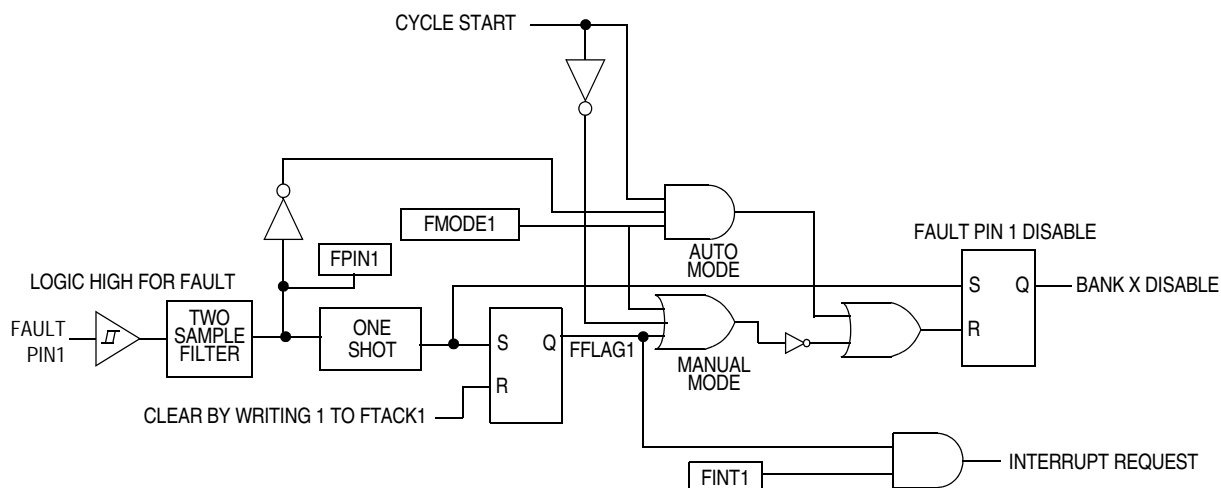 CYCLE START
FMODE1
AUTO
MODE
FAULT PIN 1 DISABLE
FPIN1
LOGIC HIGH FOR FAULT
S
Q
BANK X DISABLE
R
FAULT
PIN1
TWO
SAMPLE
FILTER
ONE
SHOT
S
Q
FFLAG1
R
MANUAL
MODE
CLEAR BY WRITING 1 TO FTACK1
INTERRUPT REQUEST
FINT1